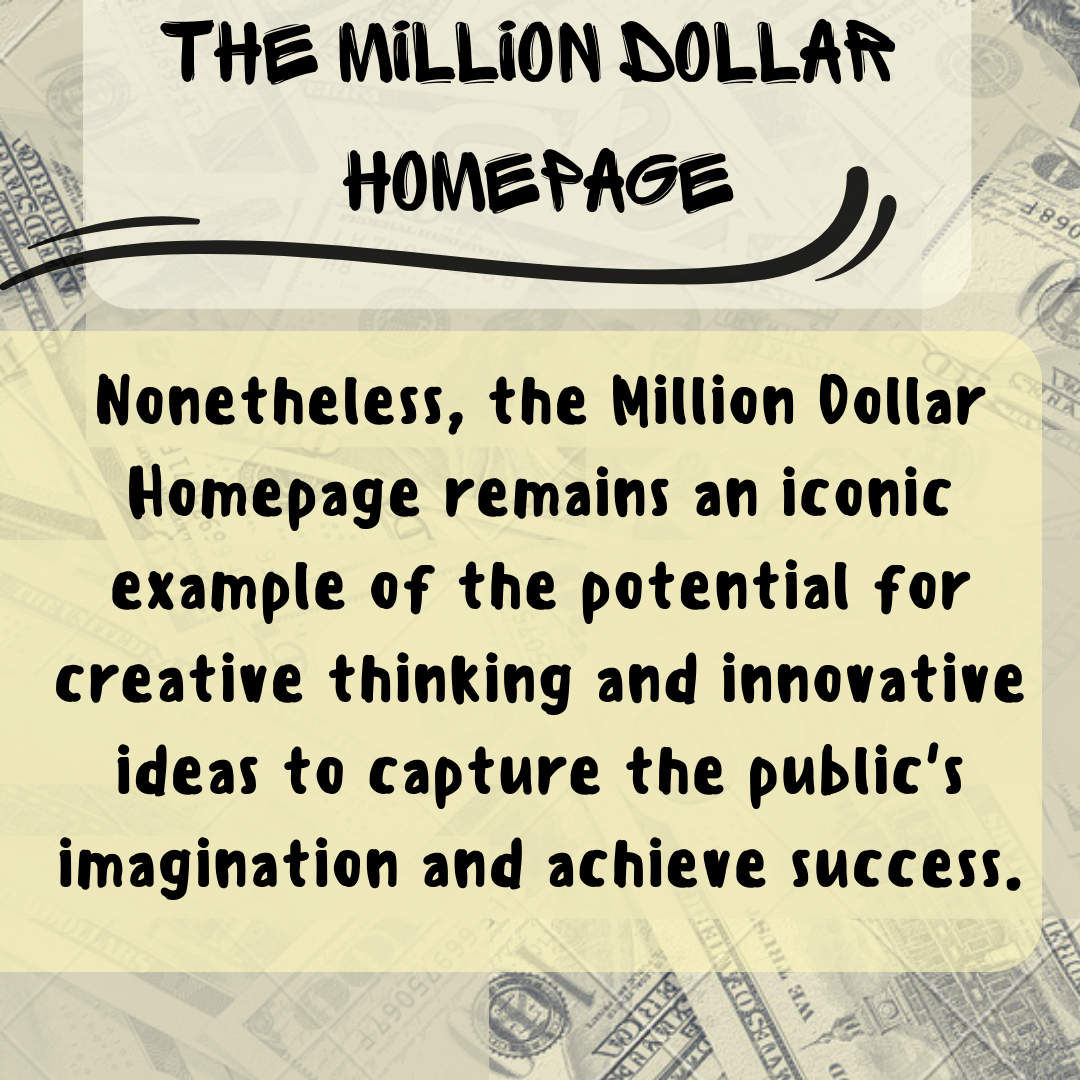 THE MILLION DOLLAR
HOMEPAGE
Nonetheless, the Million Dollar
Homepage remains an iconic
example of the potential for
creative thinking and innovative
ideas to capture the public's
imagination and achieve success.